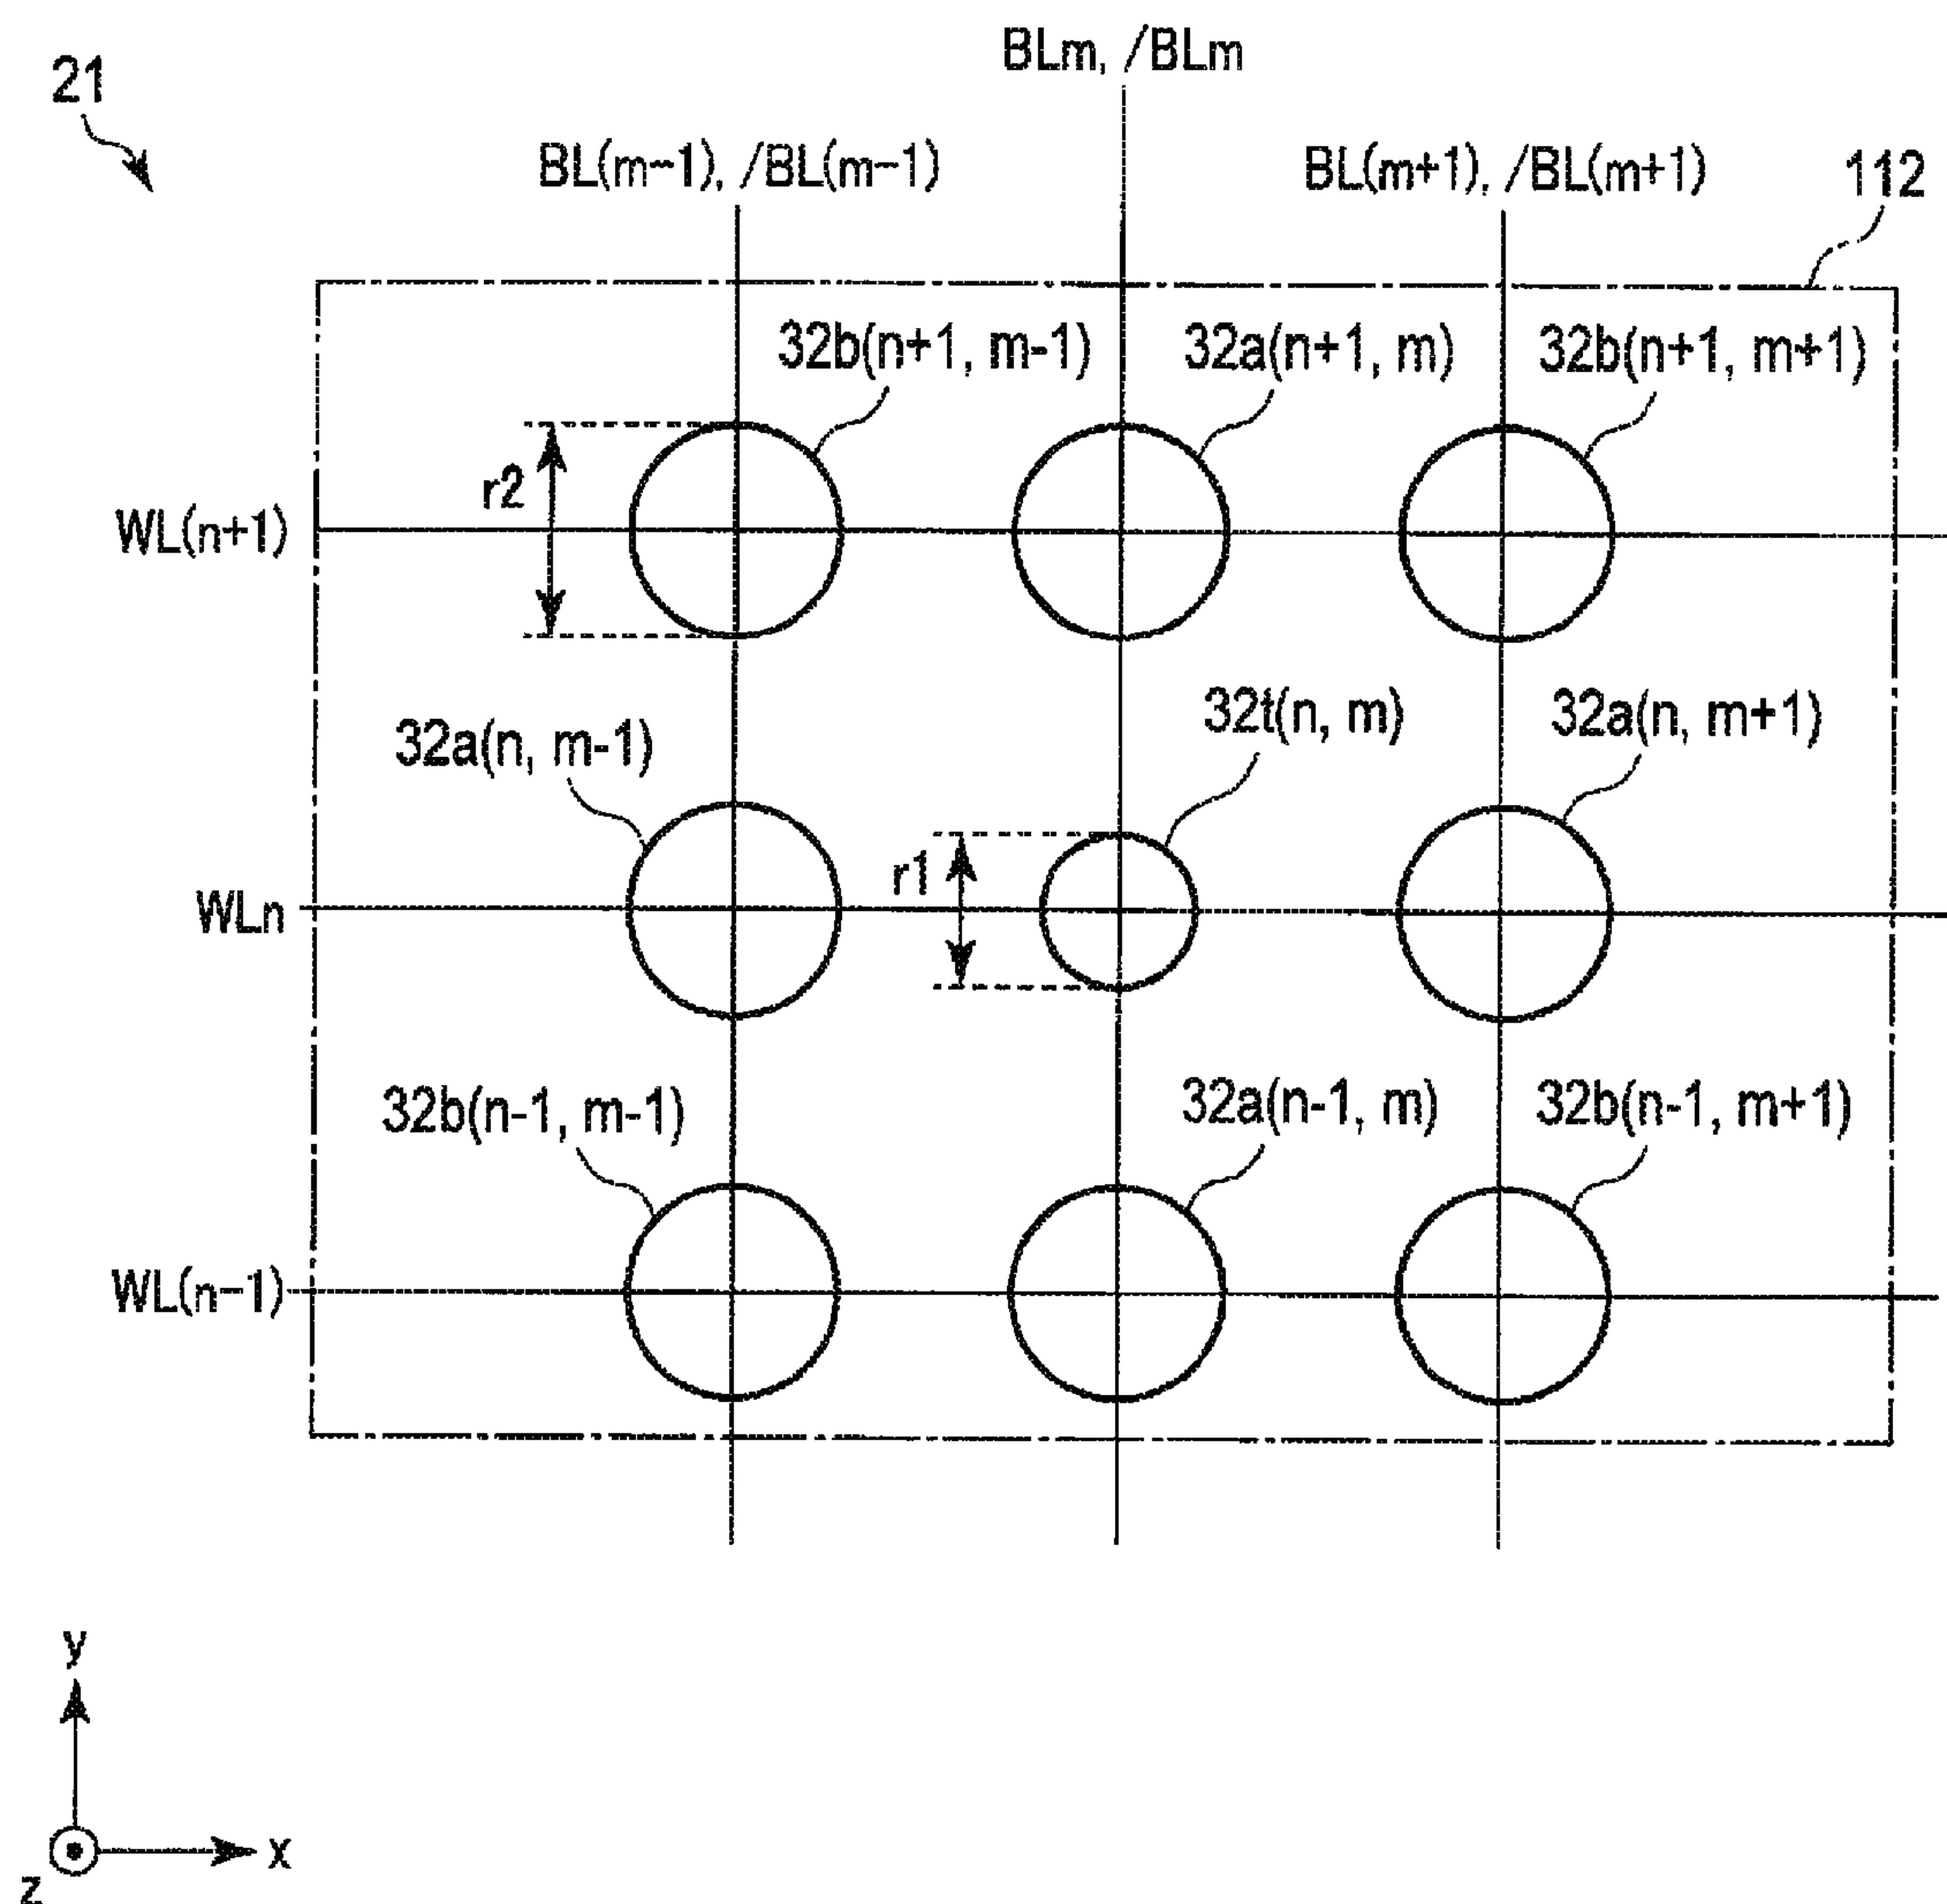 BLm, /BLm
21
BL(m−1), /BL(m−1)
BL(m+1), /BL(m+1)
112
32b(n+1, m-1)
32a(n+1, m)
32b(n+1, m+1)
r2
WL(n+1)
32a(n, m-1)
32t(n, m)
32a(n, m+1)
r1
WLn
32b(n-1, m-1)
32a(n-1, m)
32b(n-1, m+1)
WL(n−1)
y
x
z